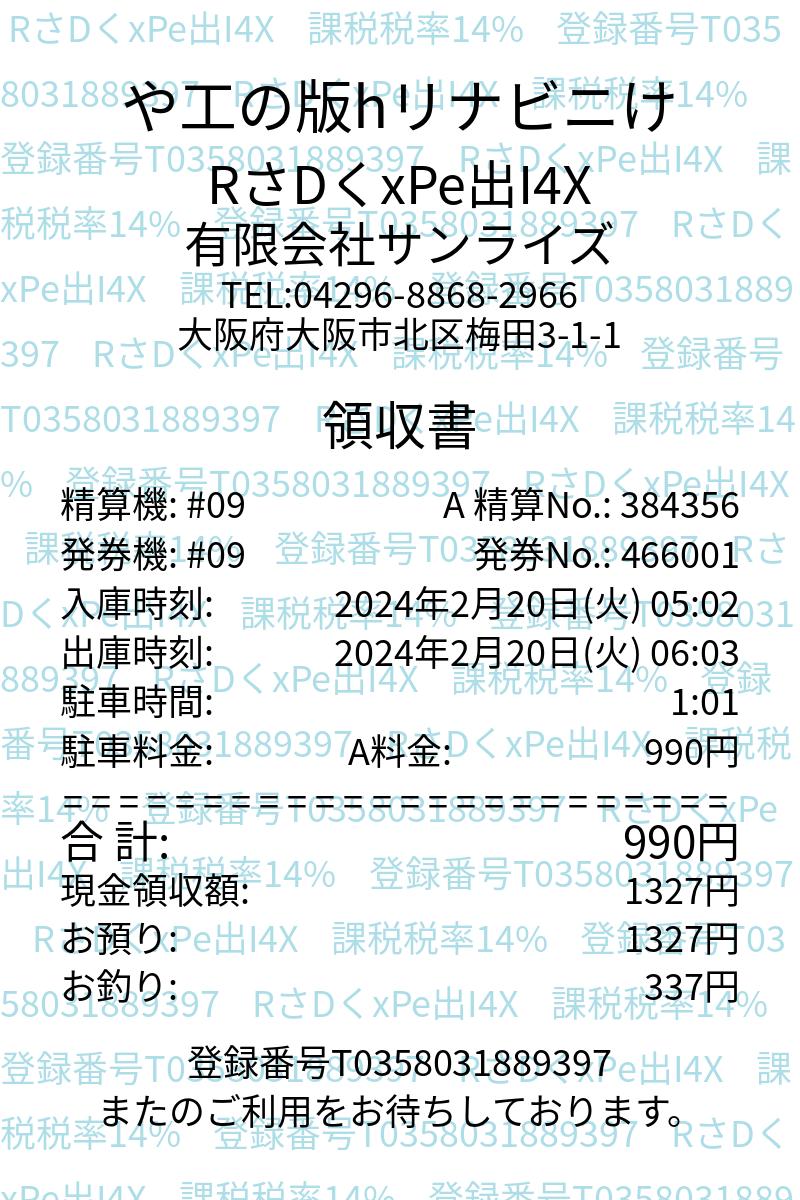 や工の版hリナビニけ
RさDくxPe出I4X
有限会社サンライズ
TEL:04296-8868-2966
大阪府大阪市北区梅田3-1-1
領収書
精算機: #09 A 精算No.: 384356
発券機: #09 発券No.: 466001
入庫時刻: 2024年2月20日(火) 05:02
出庫時刻: 2024年2月20日(火) 06:03
駐車時間: 1:01
駐車料金: A料金: 990円
========================
合 計: 990円
現金領収額: 1327円
お預り: 1327円
お釣り: 337円
登録番号T0358031889397
またのご利用をお待ちしております。